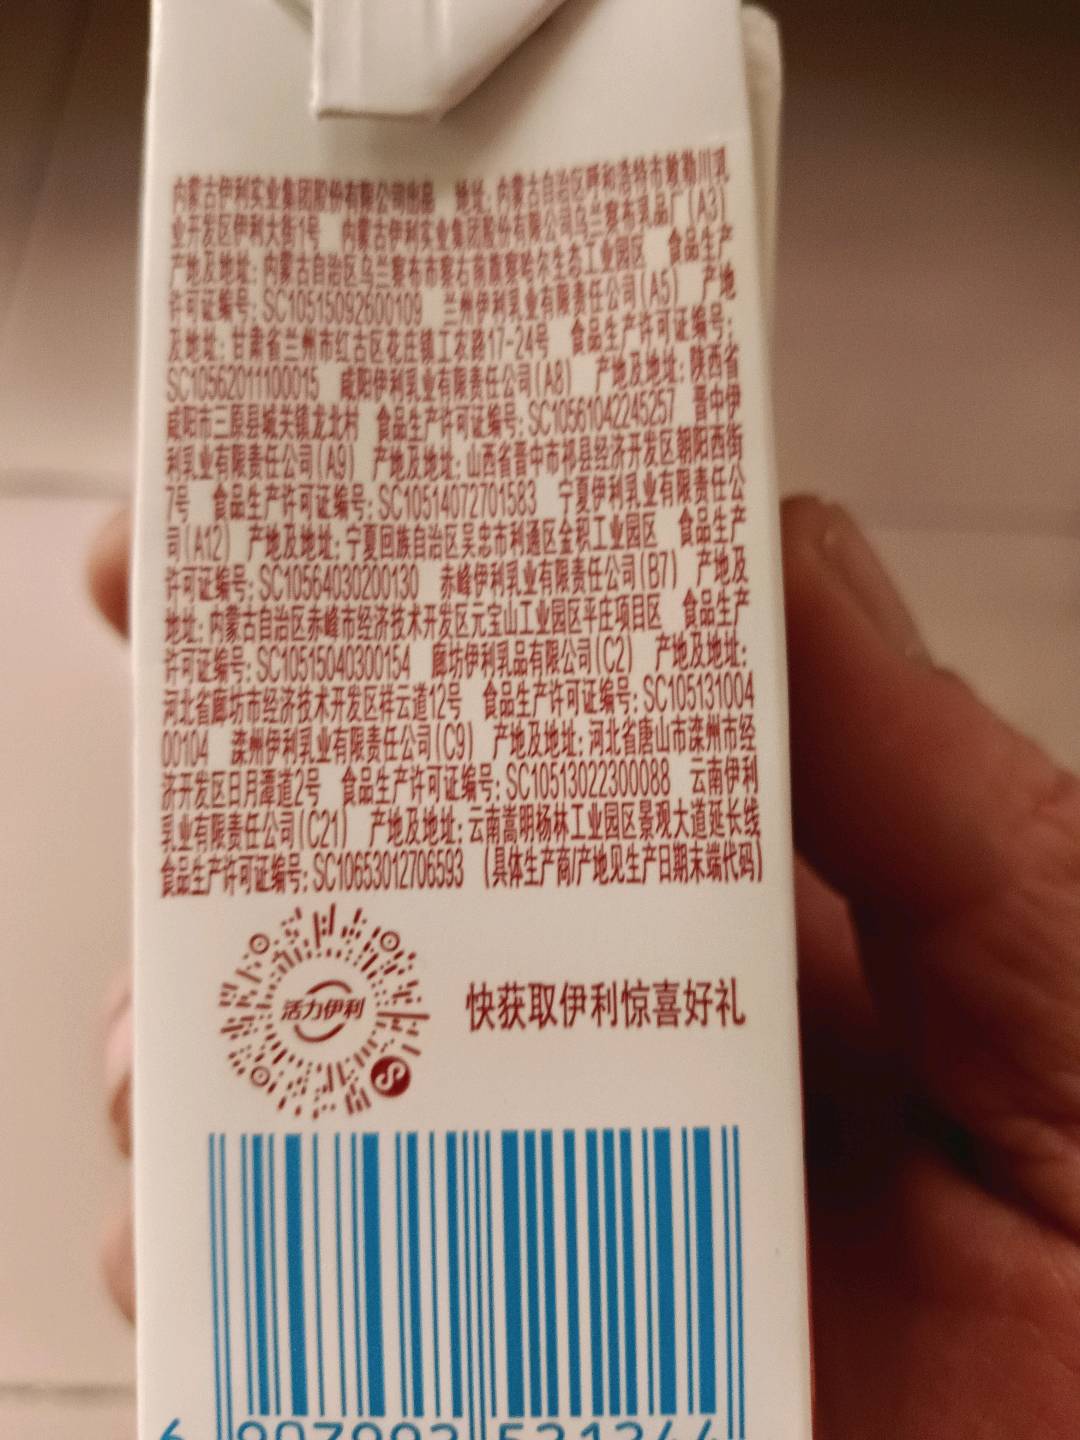 内蒙古伊利实业集团股份有限公司出品 地址:内蒙古自治区呼和浩特市敕勒川乳
业开发区伊利大街1号 内蒙古伊利实业集团股份有限公司乌兰察布乳品厂(A3)
产地及地址:内蒙古自治区乌兰察布市察右前旗察哈尔生态工业园区 食品生产
许可证编号:SC10515092600109 兰州伊利乳业有限责任公司(A5) 产地
及地址:甘肃省兰州市红古区花庄镇工农路17-24号 食品生产许可证编号:
SC10562011100015 咸阳伊利乳业有限责任公司(A8) 产地及地址:陕西省
咸阳市三原县城关镇龙北村 食品生产许可证编号:SC10561042245257 晋中伊
利乳业有限责任公司(A9) 产地及地址:山西省晋中市祁县经济开发区朝阳西街
7号 食品生产许可证编号:SC10514072701583 宁夏伊利乳业有限责任公
司(A12) 产地及地址:宁夏回族自治区吴忠市利通区金积工业园区 食品生产
许可证编号:SC10564030200130 赤峰伊利乳业有限责任公司(B7) 产地及
地址:内蒙古自治区赤峰市经济技术开发区元宝山工业园区平庄项目区 食品生产
许可证编号:SC10515040300154 廊坊伊利乳品有限公司(C2) 产地及地址:
河北省廊坊市经济技术开发区祥云道12号 食品生产许可证编号:SC105131004
00104 滦州伊利乳业有限责任公司(C9) 产地及地址:河北省唐山市滦州市经
济开发区日月潭道2号 食品生产许可证编号:SC10513022300088 云南伊利
乳业有限责任公司(C21) 产地及地址:云南嵩明杨林工业园区景观大道延长线
食品生产许可证编号:SC10653012706593 (具体生产商/产地见生产日期末端代码)
活力伊利
快获取伊利惊喜好礼
6 907992 521244